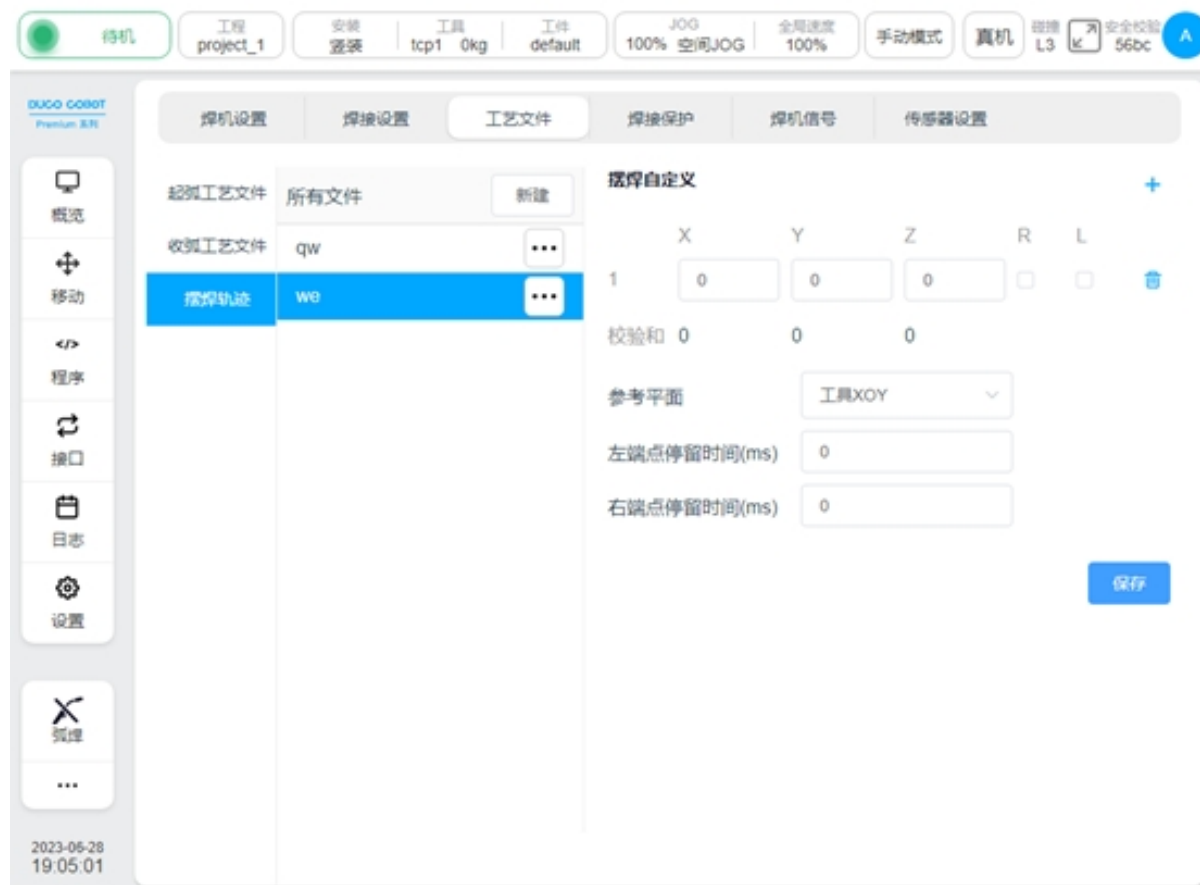 待机
工程
project_1
安装
竖装
工具
tcp1 0kg
工件
default
JOG
100% 空间JOG
全局速度
100%
手动模式
真机
碰撞
L3
安全校验
56bc
A
DUCO COBOT
Premium 系列
概览
移动
</>
程序
接口
日志
设置
弧焊
2023-06-28
19:05:01
焊机设置 焊接设置 工艺文件 焊接保护 焊机信号 传感器设置
起弧工艺文件
收弧工艺文件
摆焊轨迹
所有文件 新建
qw
we
摆焊自定义
X Y Z R L
1 0 0 0
校验和 0 0 0
参考平面 工具XOY
左端点停留时间(ms) 0
右端点停留时间(ms) 0
保存